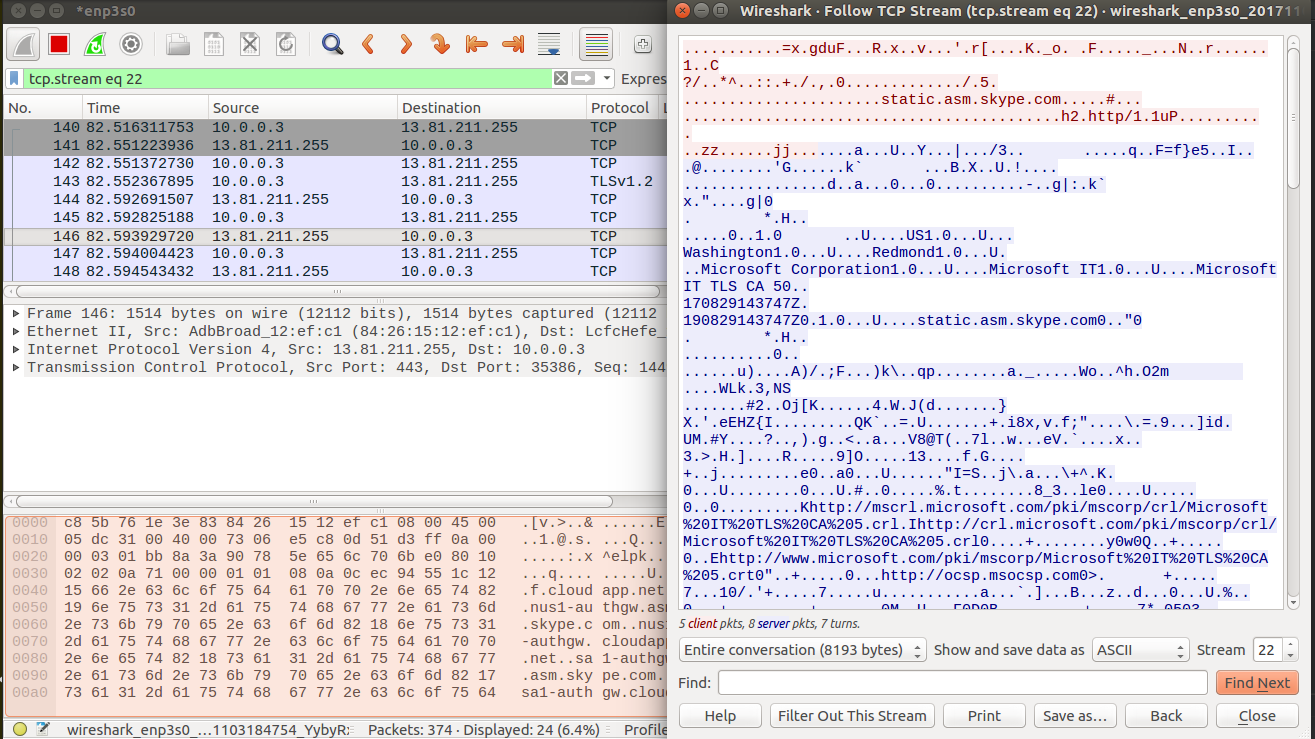 *enp3s0
tcp.stream eq 22
Expres
No. Time Source Destination Protocol L
140 82.516311753 10.0.0.3 13.81.211.255 TCP
141 82.551223936 13.81.211.255 10.0.0.3 TCP
142 82.551372730 10.0.0.3 13.81.211.255 TCP
143 82.552367895 10.0.0.3 13.81.211.255 TLSv1.2
144 82.592691507 13.81.211.255 10.0.0.3 TCP
145 82.592825188 10.0.0.3 13.81.211.255 TCP
146 82.593929720 13.81.211.255 10.0.0.3 TCP
147 82.594004423 10.0.0.3 13.81.211.255 TCP
148 82.594543432 13.81.211.255 10.0.0.3 TCP
Frame 146: 1514 bytes on wire (12112 bits), 1514 bytes captured (12112
Ethernet II, Src: AdbBroad_12:ef:c1 (84:26:15:12:ef:c1), Dst: LcfcHefe_
Internet Protocol Version 4, Src: 13.81.211.255, Dst: 10.0.0.3
Transmission Control Protocol, Src Port: 443, Dst Port: 35386, Seq: 144
0000 c8 5b 76 1e 3e 83 84 26 15 12 ef c1 08 00 45 00 .[v.>..& ......E
0010 05 dc 31 00 40 00 73 06 e5 c8 0d 51 d3 ff 0a 00 ..1.@.s. ...Q...
0020 00 03 01 bb 8a 3a 90 78 5e 65 6c 70 6b e0 80 10 .....:.x ^elpk..
0030 02 02 0a 71 00 00 01 01 08 0a 0c ec 94 55 1c 12 ...q.... .....U.
0040 15 66 2e 63 6c 6f 75 64 61 70 70 2e 6e 65 74 82 .f.cloud app.net
0050 19 6e 75 73 31 2d 61 75 74 68 67 77 2e 61 73 6d .nus1-au thgw.as
0060 2e 73 6b 79 70 65 2e 63 6f 6d 82 18 6e 75 73 31 .skype.c om..nus
0070 2d 61 75 74 68 67 77 2e 63 6c 6f 75 64 61 70 70 -authgw. cloudap
0080 2e 6e 65 74 82 18 73 61 31 2d 61 75 74 68 67 77 .net..sa 1-authg
0090 2e 61 73 6d 2e 73 6b 79 70 65 2e 63 6f 6d 82 17 .asm.sky pe.com.
00a0 73 61 31 2d 61 75 74 68 67 77 2e 63 6c 6f 75 64 sa1-auth gw.clou
wireshark_enp3s0_...1103184754_YybyRx Packets: 374 · Displayed: 24 (6.4%) · Profile
Wireshark · Follow TCP Stream (tcp.stream eq 22) · wireshark_enp3s0_201711
...........=x.gduF...R.x..v...'.r[....K._o. .F....._...N..r......
1..C
?/..*^..::.+./.,.0............./.5.
......................static.asm.skype.com.....#...
..........................................h2.http/1.1uP.........
.
..zz......jj.......a...U..Y...|.../3.. .....q..F=f}e5..I..
.@........'G......k` ...B.X..U.!....
................d..a...0...0..........-..g|:.k`
x."....g|0
. *.H..
.....0..1.0 ..U....US1.0...U...
Washington1.0...U....Redmond1.0...U.
..Microsoft Corporation1.0...U....Microsoft IT1.0...U....Microsoft
IT TLS CA 50..
170829143747Z.
190829143747Z0.1.0...U....static.asm.skype.com0.."0
. *.H..
..........0..
......u)....A)/.;F...)k\..qp........a._.....Wo..^h.O2m
....WLk.3,NS
.......#2..Oj[K......4.W.J(d.......}
X.'.eEHZ{I.........QK`..=.U.......+.i8x,v.f;"....\.=.9...]id.
UM.#Y....?..,).g..<..a...V8@T(..7l..w...eV.`....x..
3.>.H.]....R.....9]O.....13....f.G....
+..j.........e0..a0...U......"I=S..j\.a...\+^.K.
0...U........0...U.#..0.....%.t........8_3..le0....U.....
0..0.........Khttp://mscrl.microsoft.com/pki/mscorp/crl/Microsoft
%20IT%20TLS%20CA%205.crl.Ihttp://crl.microsoft.com/pki/mscorp/crl/
Microsoft%20IT%20TLS%20CA%205.crl0....+........y0w0Q..+.....
0..Ehttp://www.microsoft.com/pki/mscorp/Microsoft%20IT%20TLS%20CA
%205.crt0"..+.....0...http://ocsp.msocsp.com0>. +.....
7...10/.'+.....7.....u...........a...`.]...B...z..d...0...U.%..
5 client pkts, 8 server pkts, 7 turns.
Entire conversation (8193 bytes) Show and save data as ASCII Stream 22
Find: Find Next
Help Filter Out This Stream Print Save as… Back Close